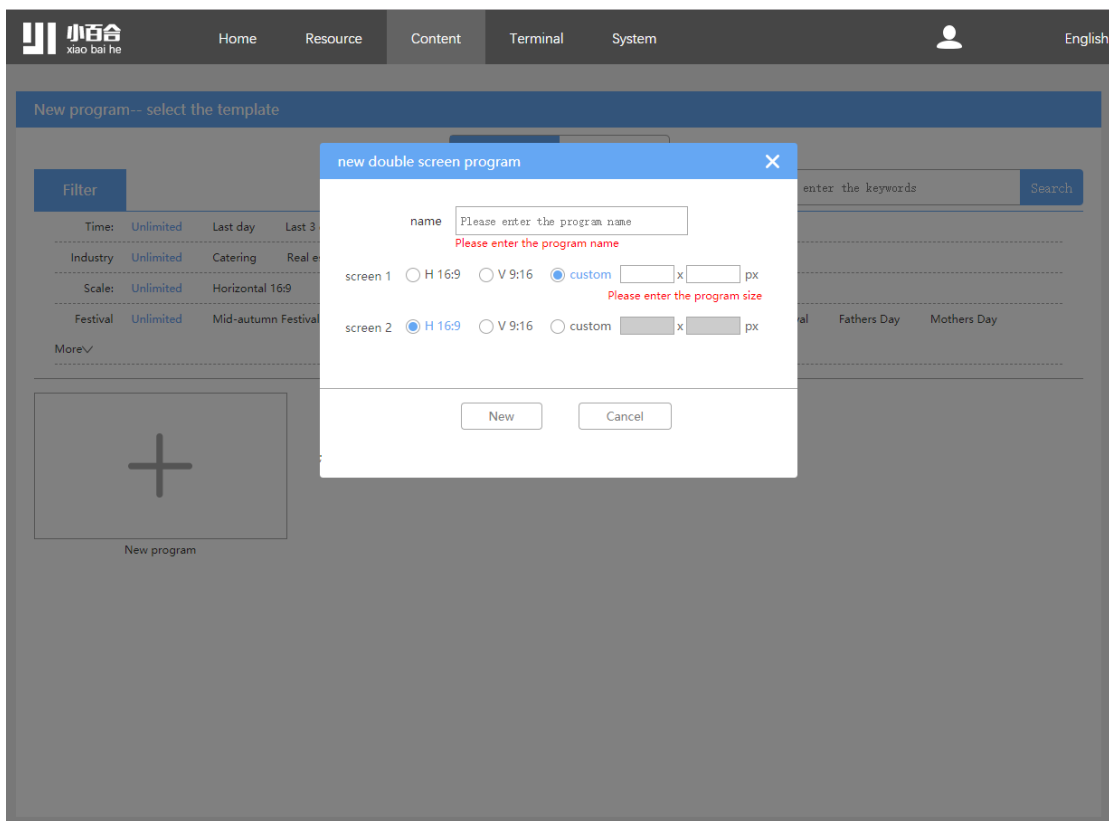 小百合
xiao bai he
Home Resource Content Terminal System English
New program-- select the template
new double screen program
Filter
enter the keywords Search
name Please enter the program name
Please enter the program name
Time: Unlimited Last day Last 3
Industry Unlimited Catering Real
screen 1 H 16:9 V 9:16 custom x px
Please enter the program size
Scale: Unlimited Horizontal 16:9
Festival Unlimited Mid-autumn Festival Fathers Day Mothers Day
screen 2 H 16:9 V 9:16 custom x px
More
New Cancel
New program